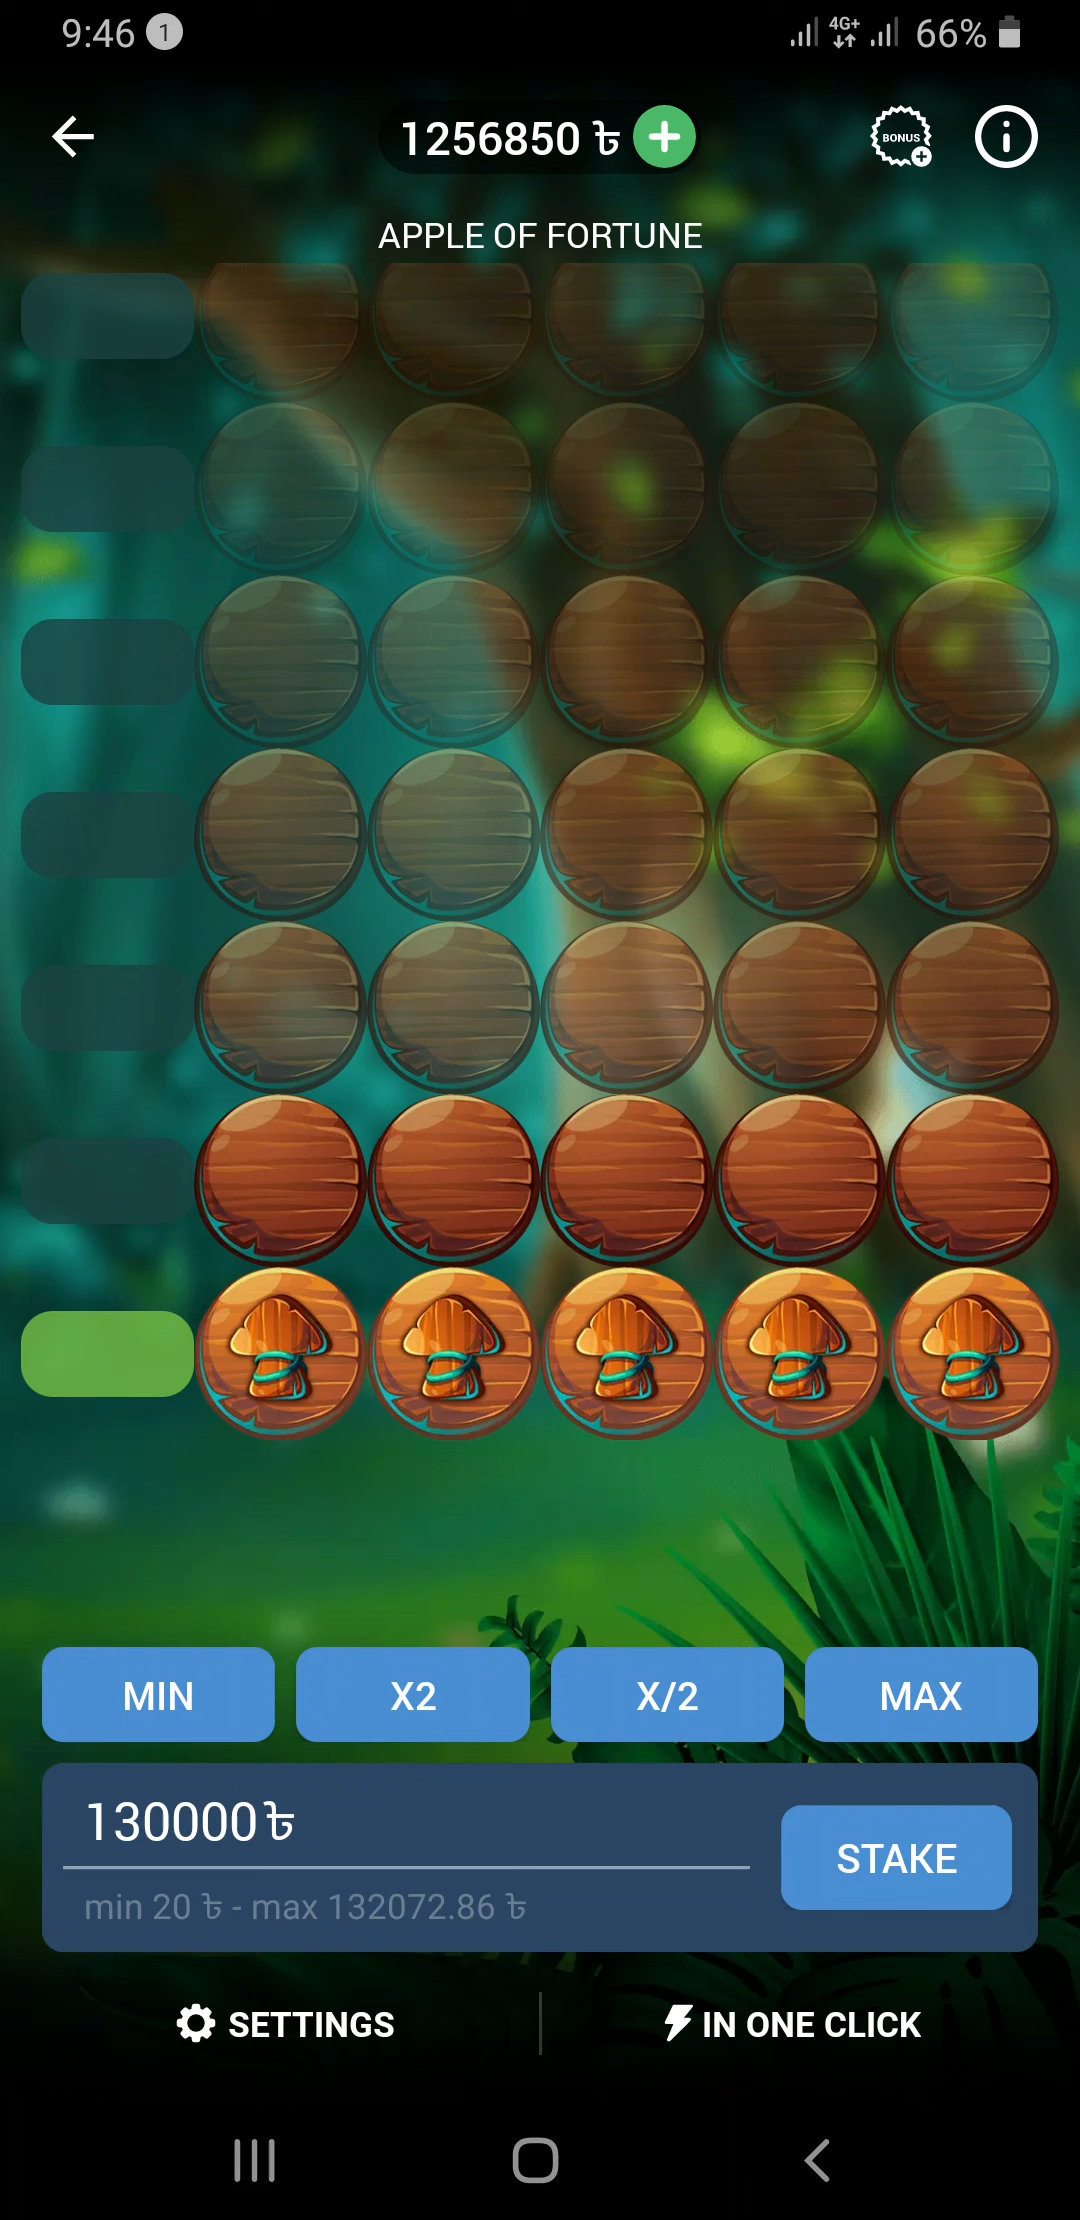 9:46 1 4G+ 66%
1256850 ৳ +
BONUS
APPLE OF FORTUNE
MIN X2 X/2 MAX
130000৳
STAKE
min 20 ৳ - max 132072.86 ৳
SETTINGS IN ONE CLICK